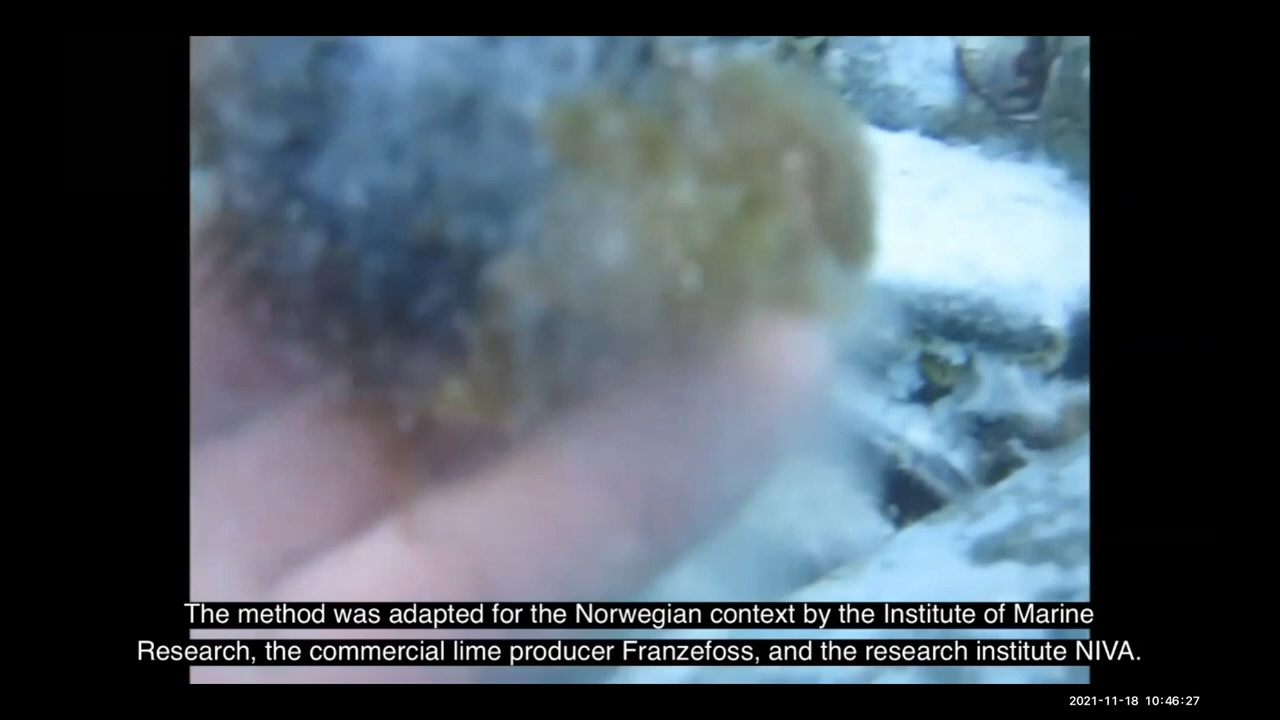 The method was adapted for the Norwegian context by the Institute of Marine
Research, the commercial lime producer Franzefoss, and the research institute NIVA.
2021-11-18 10:46:27